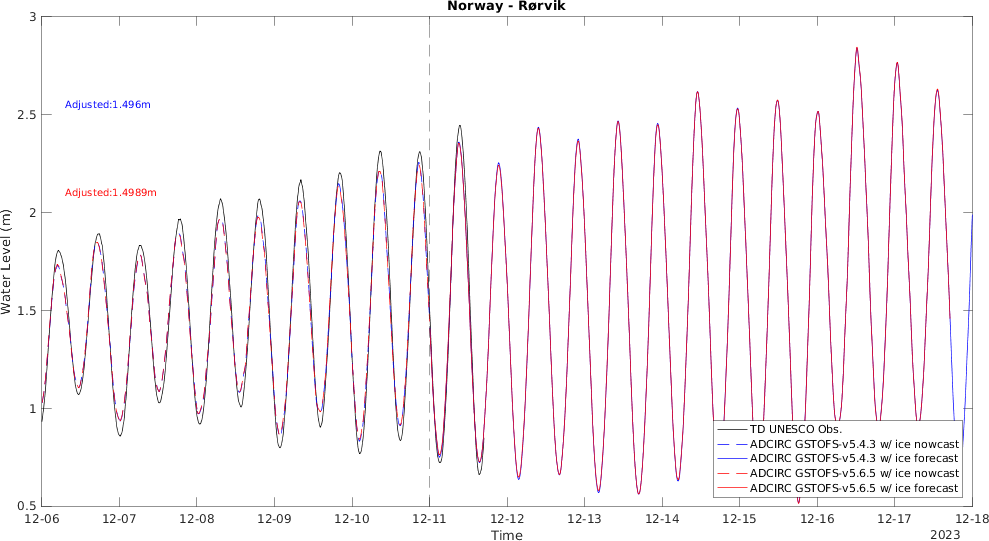 Norway - Rørvik
3
2.5
2
1.5
1
0.5
Water Level (m)
Adjusted:1.496m
Adjusted:1.4989m
TD UNESCO Obs.
ADCIRC GSTOFS-v5.4.3 w/ ice nowcast
ADCIRC GSTOFS-v5.4.3 w/ ice forecast
ADCIRC GSTOFS-v5.6.5 w/ ice nowcast
ADCIRC GSTOFS-v5.6.5 w/ ice forecast
12-06 12-07 12-08 12-09 12-10 12-11 12-12 12-13 12-14 12-15 12-16 12-17 12-18
Time
2023